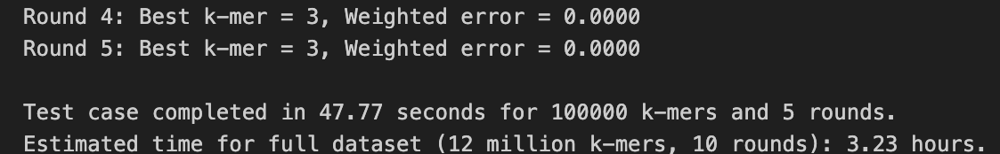 Round 4: Best k-mer = 3, Weighted error = 0.0000
Round 5: Best k-mer = 3, Weighted error = 0.0000
Test case completed in 47.77 seconds for 100000 k-mers and 5 rounds.
Estimated time for full dataset (12 million k-mers, 10 rounds): 3.23 hours.